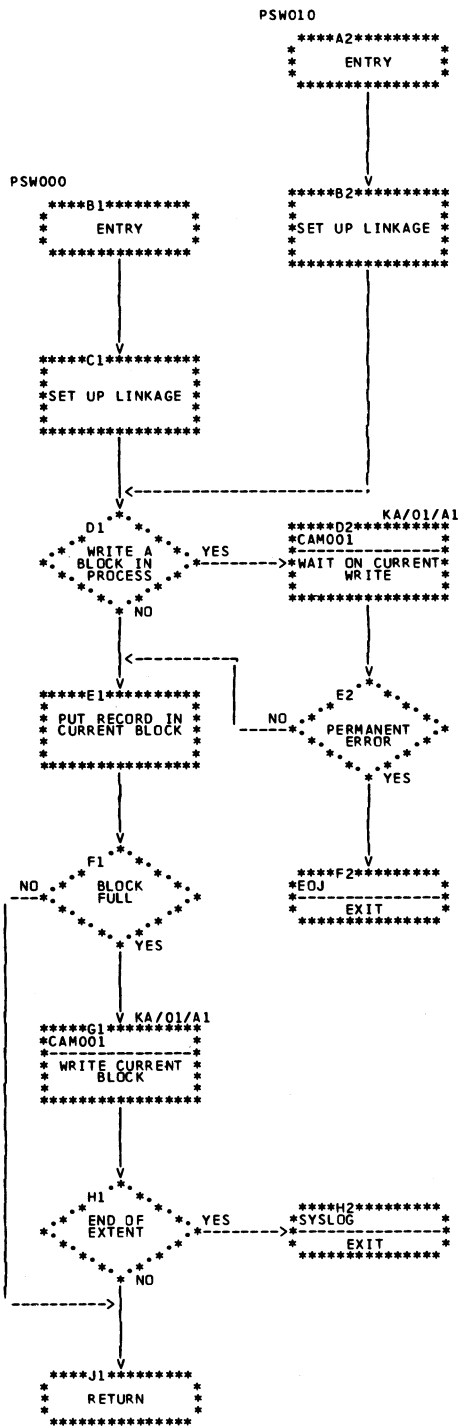 PSW010
A2
ENTRY
PSW000
B1
ENTRY
B2
SET UP LINKAGE
C1
SET UP LINKAGE
D1
WRITE A
BLOCK IN
PROCESS
YES
NO
KA/01/A1
D2
CAM001
WAIT ON CURRENT
WRITE
E1
PUT RECORD IN
CURRENT BLOCK
E2
PERMANENT
ERROR
NO
YES
F1
BLOCK
FULL
NO
YES
F2
EOJ
EXIT
KA/01/A1
G1
CAM001
WRITE CURRENT
BLOCK
H1
END OF
EXTENT
YES
NO
H2
SYSLOG
EXIT
J1
RETURN